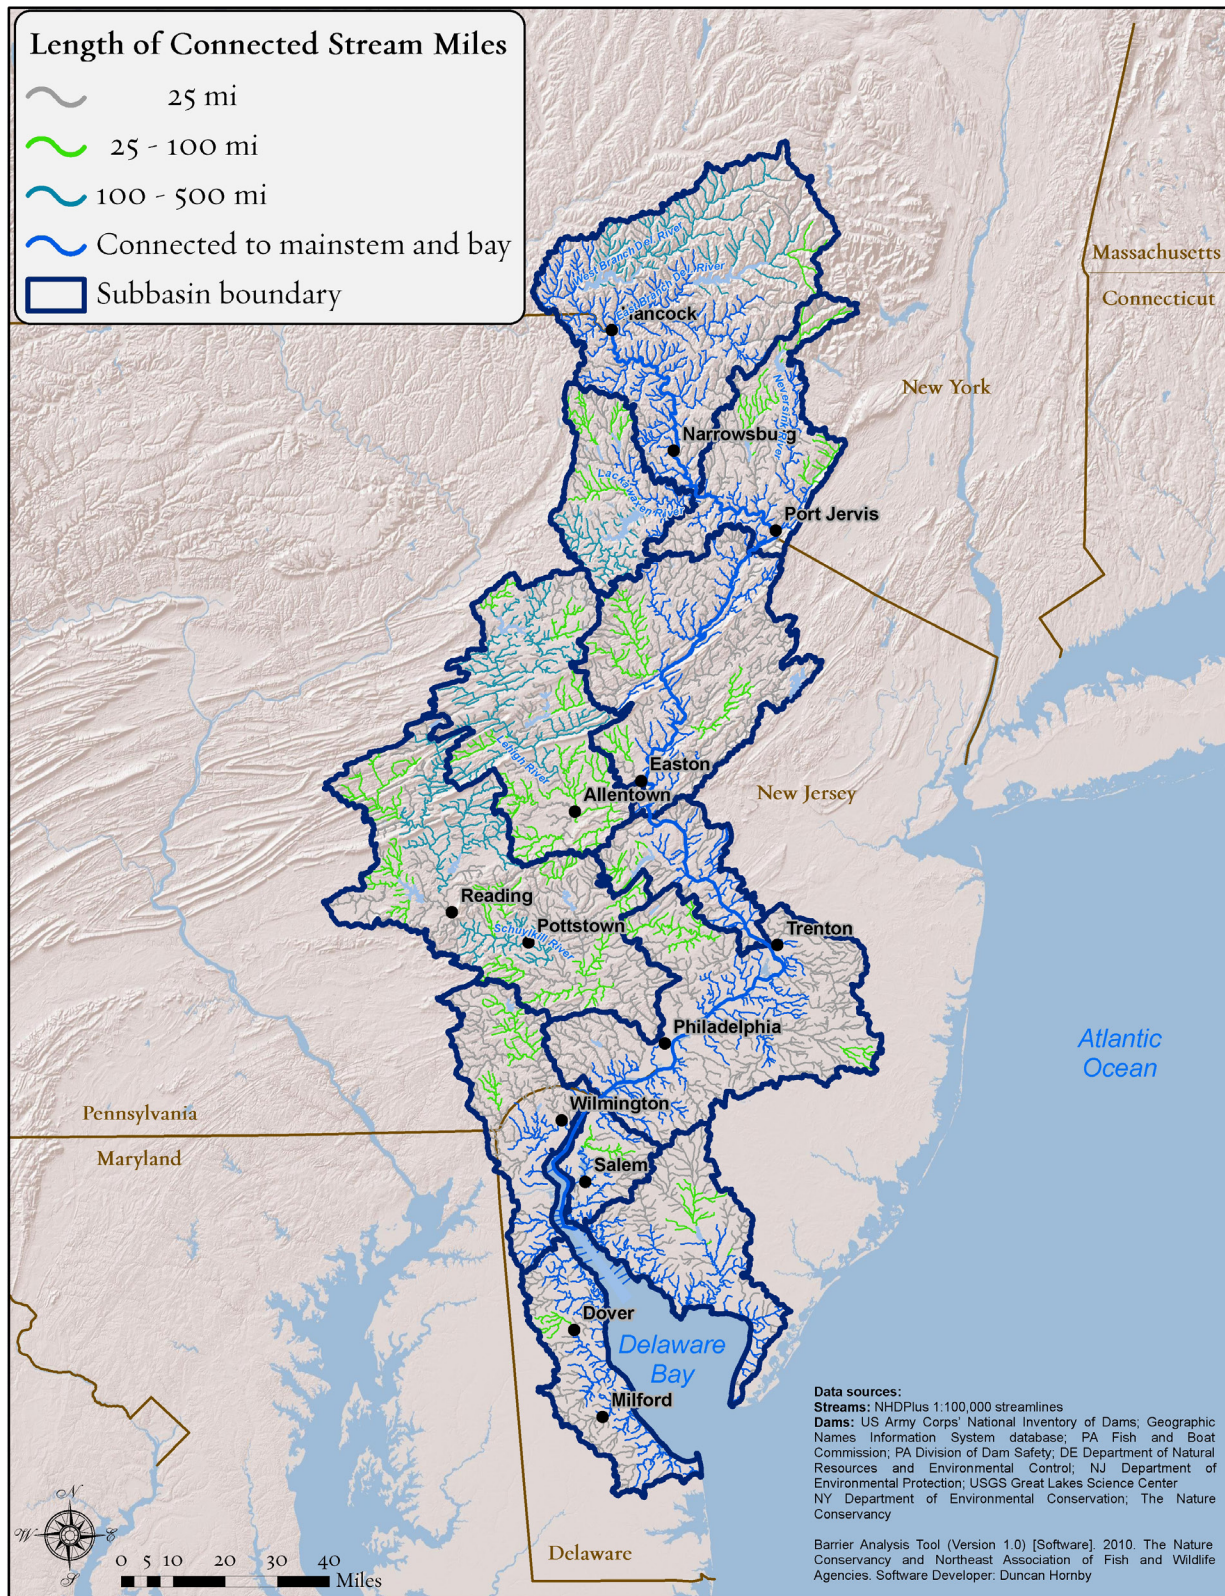 Length of Connected Stream Miles
25 mi
25 - 100 mi
100 - 500 mi
Connected to mainstem and bay
Subbasin boundary
West Branch Del. River
East Branch Del. River
Hancock
Massachusetts
Connecticut
New York
Neversink River
Narrowsburg
Lackawaxen River
Port Jervis
Lehigh River
Easton
Allentown
New Jersey
Reading
Pottstown
Schuylkill River
Trenton
Philadelphia
Atlantic
Ocean
Wilmington
Pennsylvania
Maryland
Salem
Dover
Delaware
Bay
Milford
Data sources:
Streams: NHDPlus 1:100,000 streamlines
Dams: US Army Corps' National Inventory of Dams; Geographic
Names Information System database; PA Fish and Boat
Commission; PA Division of Dam Safety; DE Department of Natural
Resources and Environmental Control; NJ Department of
Environmental Protection; USGS Great Lakes Science Center
NY Department of Environmental Conservation; The Nature
Conservancy
Barrier Analysis Tool (Version 1.0) [Software]. 2010. The Nature
Conservancy and Northeast Association of Fish and Wildlife
Agencies. Software Developer: Duncan Hornby
N
W
E
S
0 5 10 20 30 40
Miles
Delaware